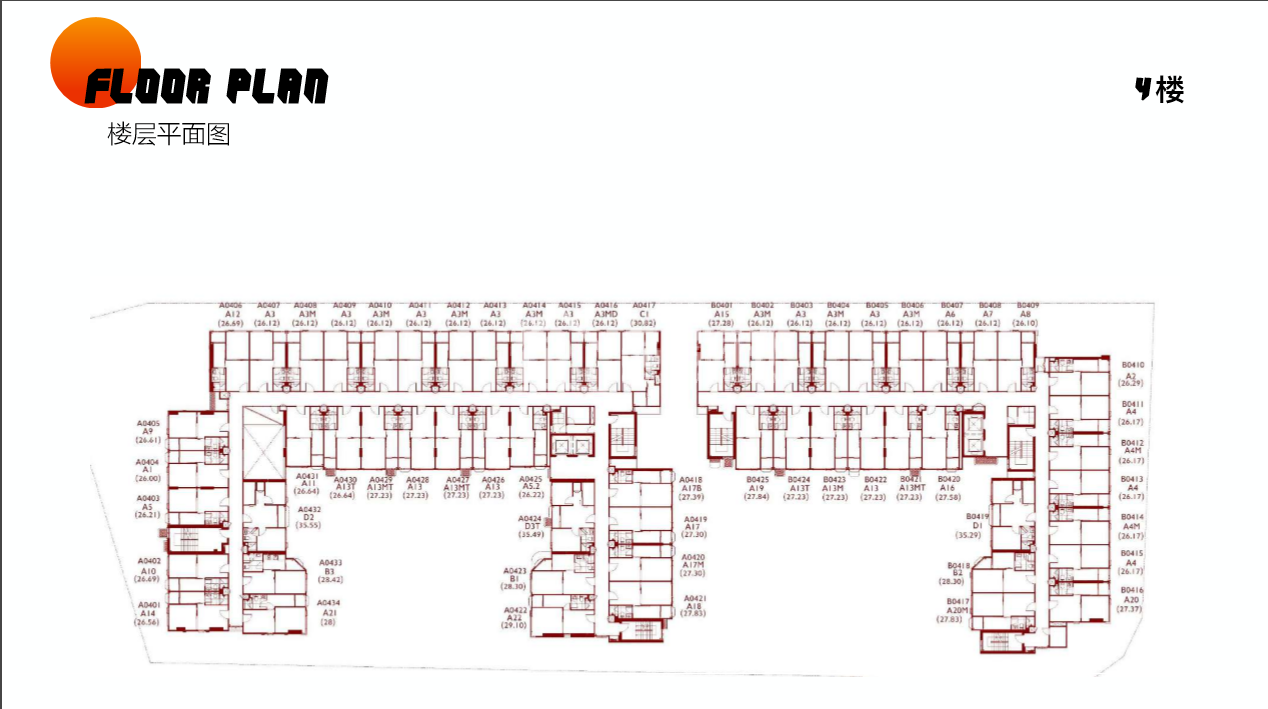 FLOOR PLAN
4楼
楼层平面图
A0406 A0407 A0408 A0409 A0410 A0411 A0412 A0413 A0414 A0415 A0416 A0417 B0401 B0402 B0403 B0404 B0405 B0406 B0407 B0408 B0409
A12 A3 A3M A3 A3M A3 A3M A3 A3M A3 A3MD C1 A15 A3M A3 A3M A3 A3M A6 A7 A8
(26.69) (26.12) (26.12) (26.12) (26.12) (26.12) (26.12) (26.12) (26.12) (26.12) (26.12) (30.82) (27.28) (26.12) (26.12) (26.12) (26.12) (26.12) (26.12) (26.12) (26.10)
B0410
A2
(26.29)
B0411
A4
(26.17)
B0412
A4M
(26.17)
B0413
A4
(26.17)
B0414
A4M
(26.17)
B0415
A4
(26.17)
B0416
A20
(27.37)
A0405
A9
(26.61)
A0404
A1
(26.00)
A0403
A5
(26.21)
A0402
A10
(26.69)
A0401
A14
(26.56)
A0431 A0430 A0429 A0428 A0427 A0426 A0425
A11 A13T A13MT A13 A13MT A13 A5.2
(26.64) (26.64) (27.23) (27.23) (27.23) (27.23) (26.22)
A0432
D2
(35.55)
A0433
B3
(28.42)
A0434
A21
(28)
A0424
D3T
(35.49)
A0423
B1
(28.30)
A0422
A22
(29.10)
A0418
A17B
(27.39)
A0419
A17
(27.30)
A0420
A17M
(27.30)
A0421
A18
(27.83)
B0425 B0424 B0423 B0422 B0421 B0420
A19 A13T A13M A13 A13MT A16
(27.84) (27.23) (27.23) (27.23) (27.23) (27.58)
B0419
D1
(35.29)
B0418
B2
(28.30)
B0417
A20M
(27.83)